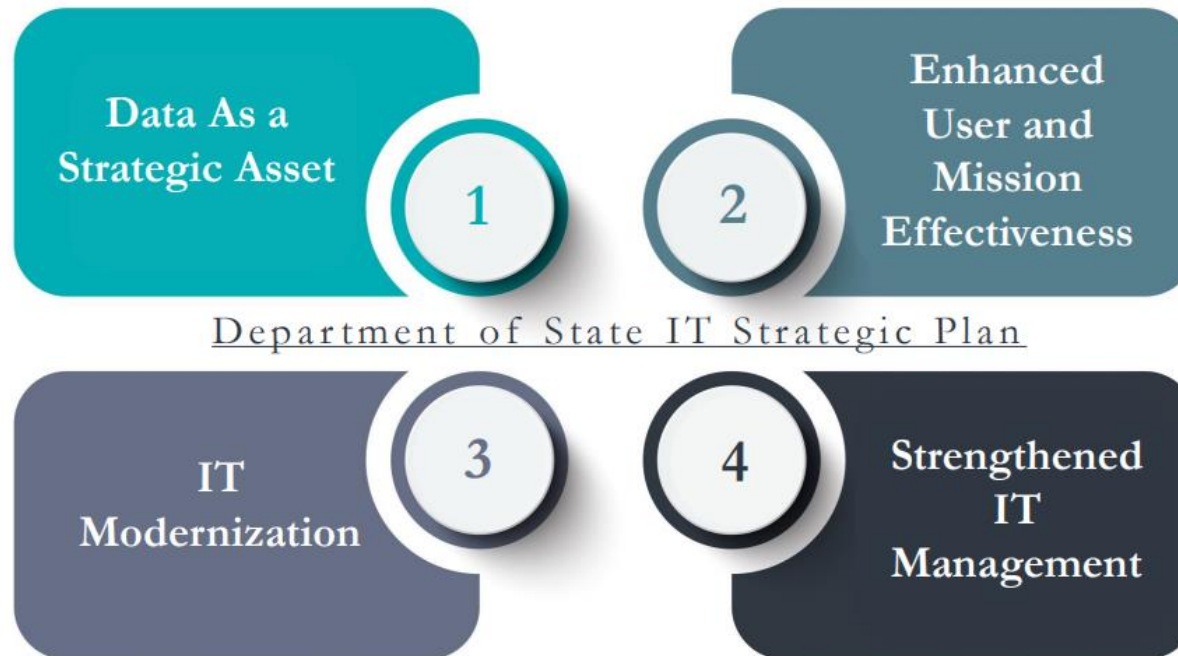 Data As a
Strategic Asset
1
2
Enhanced
User and
Mission
Effectiveness
Department of State IT Strategic Plan
IT
Modernization
3
4
Strengthened
IT
Management